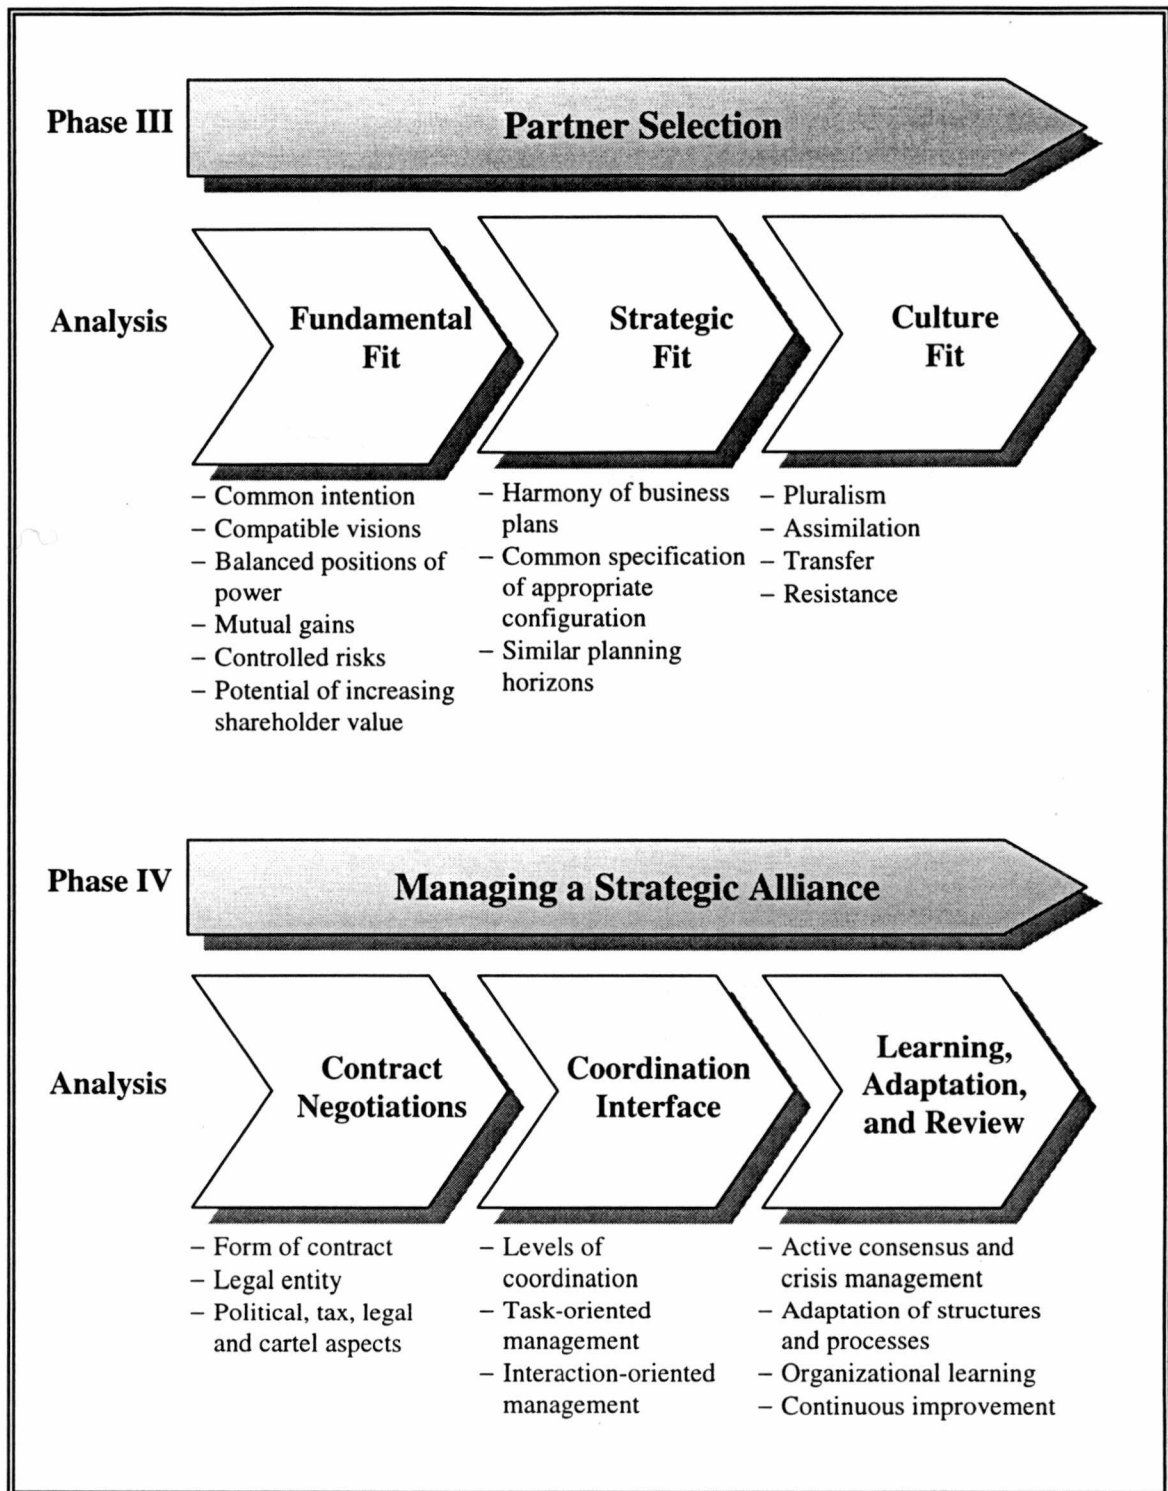 Phase III
Partner Selection
Analysis
Fundamental
Fit
Strategic
Fit
Culture
Fit
– Common intention
– Compatible visions
– Balanced positions of
power
– Mutual gains
– Controlled risks
– Potential of increasing
shareholder value
– Harmony of business
plans
– Common specification
of appropriate
configuration
– Similar planning
horizons
– Pluralism
– Assimilation
– Transfer
– Resistance
Phase IV
Managing a Strategic Alliance
Analysis
Contract
Negotiations
Coordination
Interface
Learning,
Adaptation,
and Review
– Form of contract
– Legal entity
– Political, tax, legal
and cartel aspects
– Levels of
coordination
– Task-oriented
management
– Interaction-oriented
management
– Active consensus and
crisis management
– Adaptation of structures
and processes
– Organizational learning
– Continuous improvement